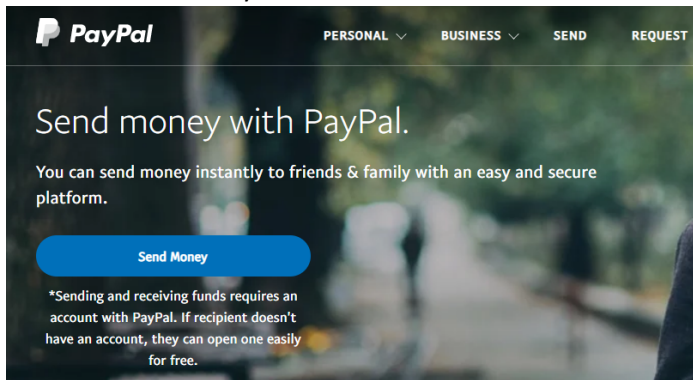 PayPal
PERSONAL
BUSINESS
SEND
REQUEST
Send money with PayPal.
You can send money instantly to friends & family with an easy and secure
platform.
Send Money
*Sending and receiving funds requires an
account with PayPal. If recipient doesn't
have an account, they can open one easily
for free.